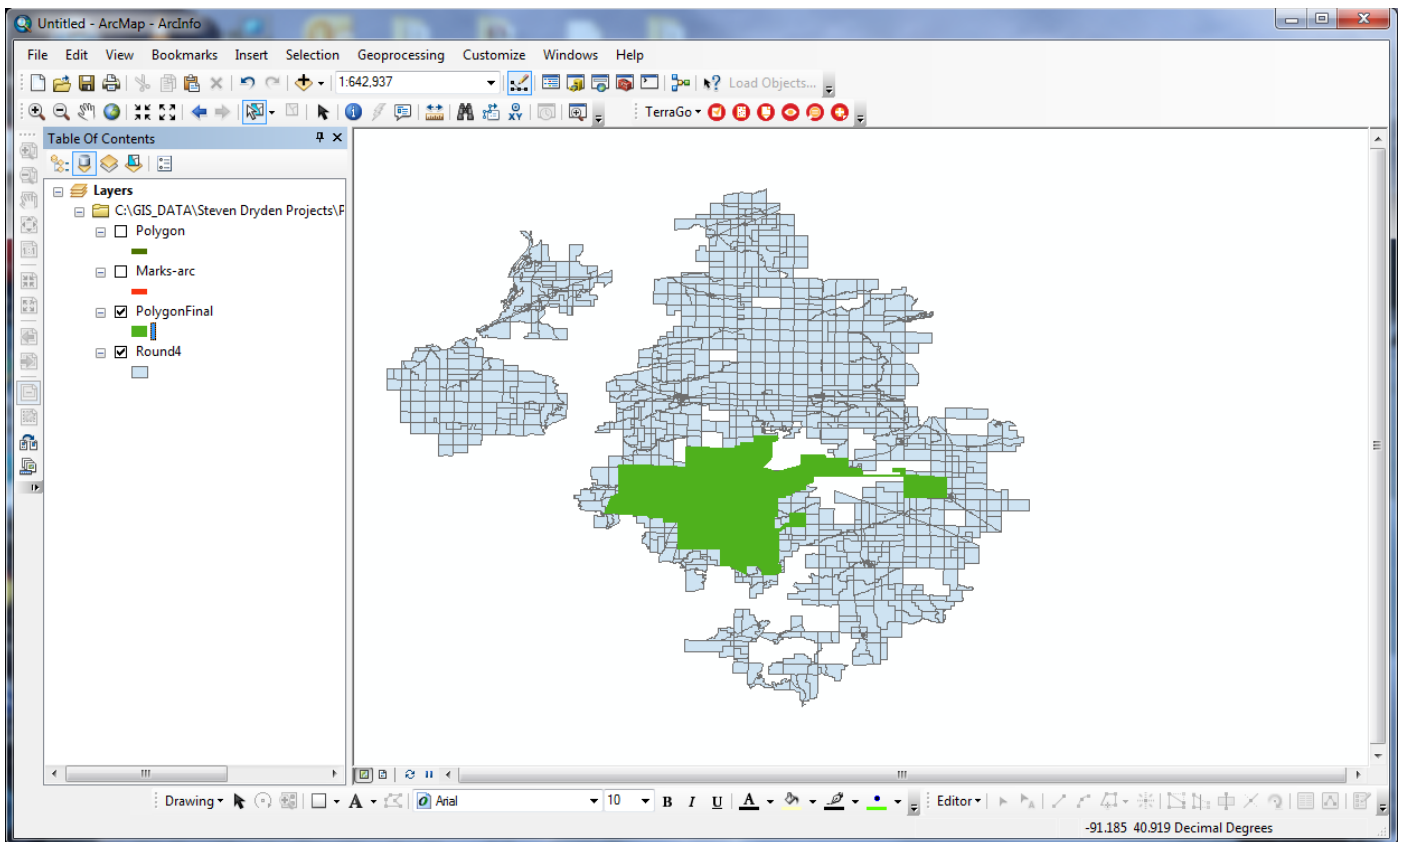 Untitled - ArcMap - ArcInfo
File Edit View Bookmarks Insert Selection Geoprocessing Customize Windows Help
1:642,937 Load Objects...
TerraGo
Table Of Contents
Layers
C:\GIS_DATA\Steven Dryden Projects\P
Polygon
Marks-arc
PolygonFinal
Round4
Drawing A Arial 10 B I U A Editor
-91.185 40.919 Decimal Degrees